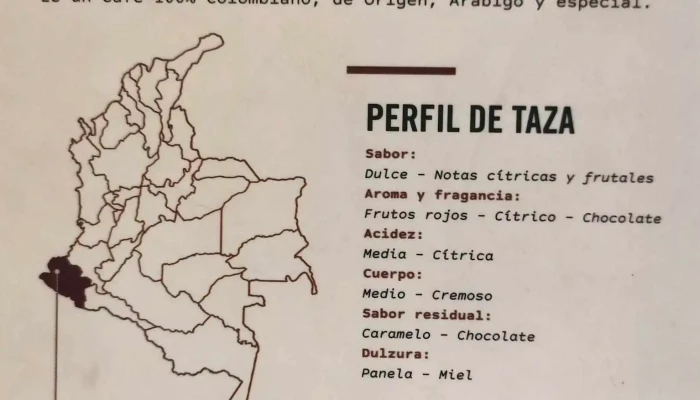 es un café 100% colombiano, de Origen, Arábigo y especial.
PERFIL DE TAZA
Sabor:
Dulce – Notas cítricas y frutales
Aroma y fragancia:
Frutos rojos – Cítrico – Chocolate
Acidez:
Media – Cítrica
Cuerpo:
Medio – Cremoso
Sabor residual:
Caramelo – Chocolate
Dulzura:
Panela – Miel